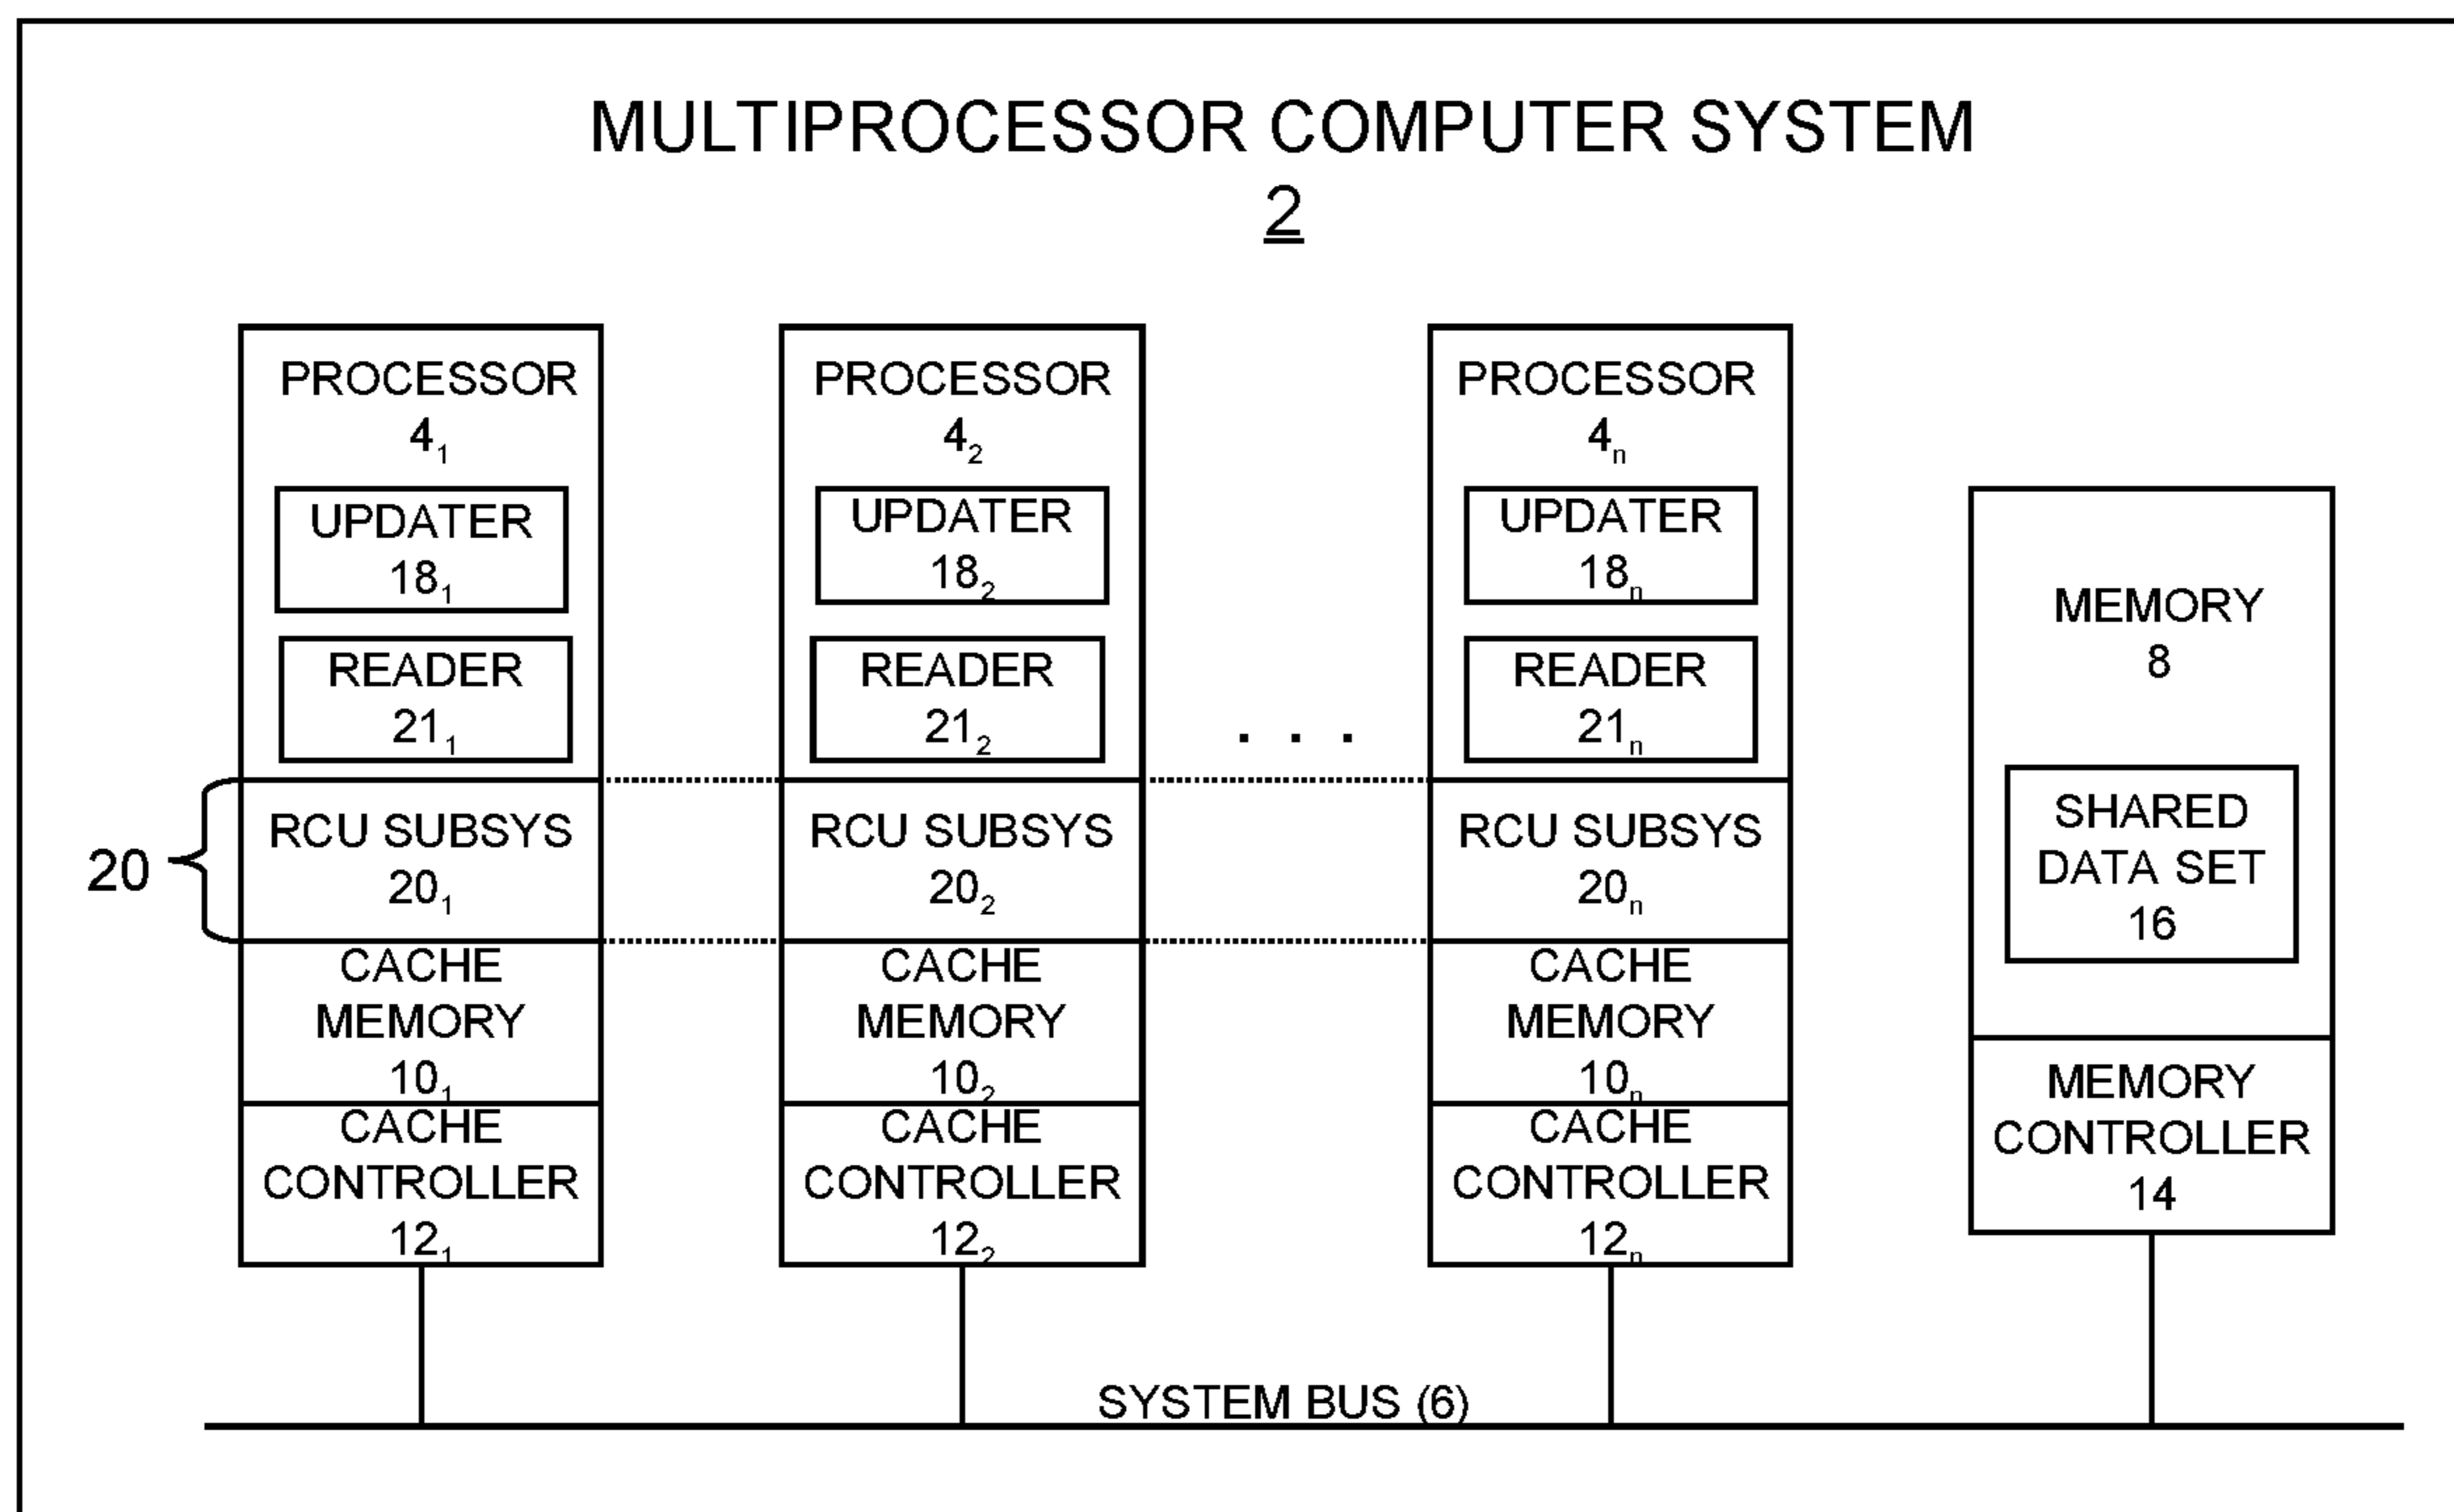 MULTIPROCESSOR COMPUTER SYSTEM
2
PROCESSOR
4₁
UPDATER
18₁
READER
21₁
RCU SUBSYS
20₁
CACHE
MEMORY
10₁
CACHE
CONTROLLER
12₁
PROCESSOR
4₂
UPDATER
18₂
READER
21₂
RCU SUBSYS
20₂
CACHE
MEMORY
10₂
CACHE
CONTROLLER
12₂
. . .
PROCESSOR
4ₙ
UPDATER
18ₙ
READER
21ₙ
RCU SUBSYS
20ₙ
CACHE
MEMORY
10ₙ
CACHE
CONTROLLER
12ₙ
MEMORY
8
SHARED
DATA SET
16
MEMORY
CONTROLLER
14
20
SYSTEM BUS (6)